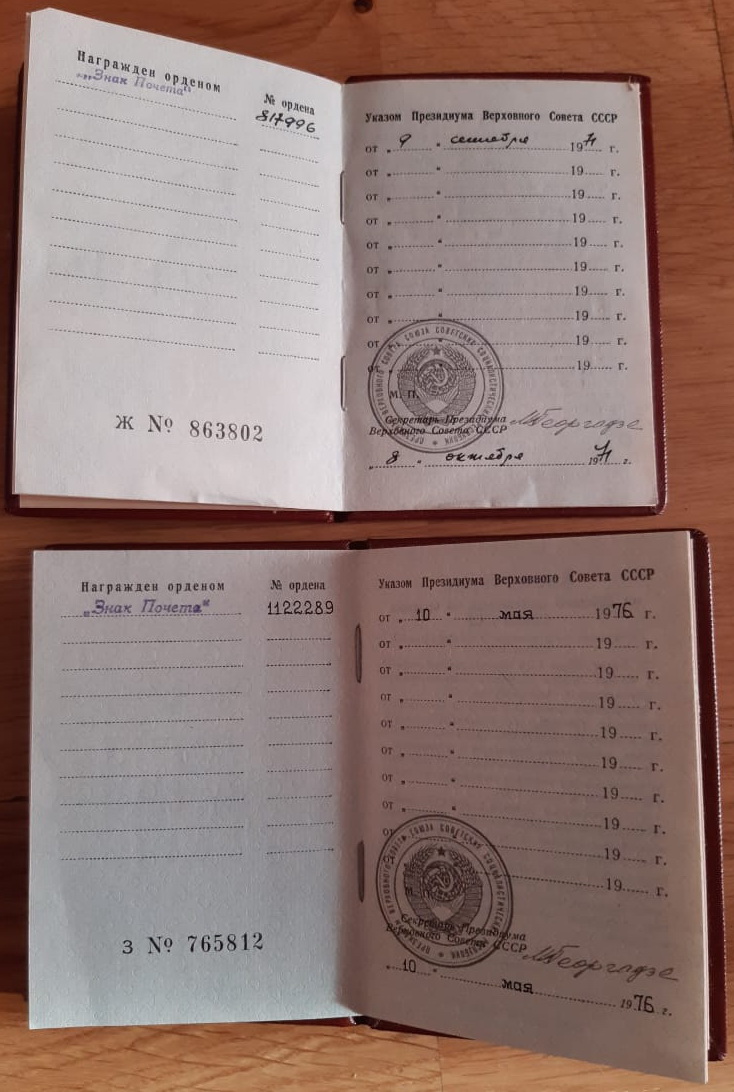 Награжден орденом
„Знак Почета"
№ ордена
817996
Ж № 863802
Указом Президиума Верховного Совета СССР
от „ 9 " сентября 1971 г.
от „ " 19 г.
от „ " 19 г.
от „ " 19 г.
от „ " 19 г.
от „ " 19 г.
от „ " 19 г.
от „ " 19 г.
от „ " 19 г.
от „ " 19 г.
М. П.
Секретарь Президиума
Верховного Совета СССР
МГеоргадзе
„ 8 " октября 1971 г.
Награжден орденом № ордена
„Знак Почета" 1122289
З № 765812
Указом Президиума Верховного Совета СССР
от „ 10 " мая 1976 г.
от „ " 19 г.
от „ " 19 г.
от „ " 19 г.
от „ " 19 г.
от „ " 19 г.
от „ " 19 г.
от „ " 19 г.
от „ " 19 г.
19 г.
М.
Секретарь Президиума
Верховного Совета СССР
МГеоргадзе
„ 10 " мая 1976 г.